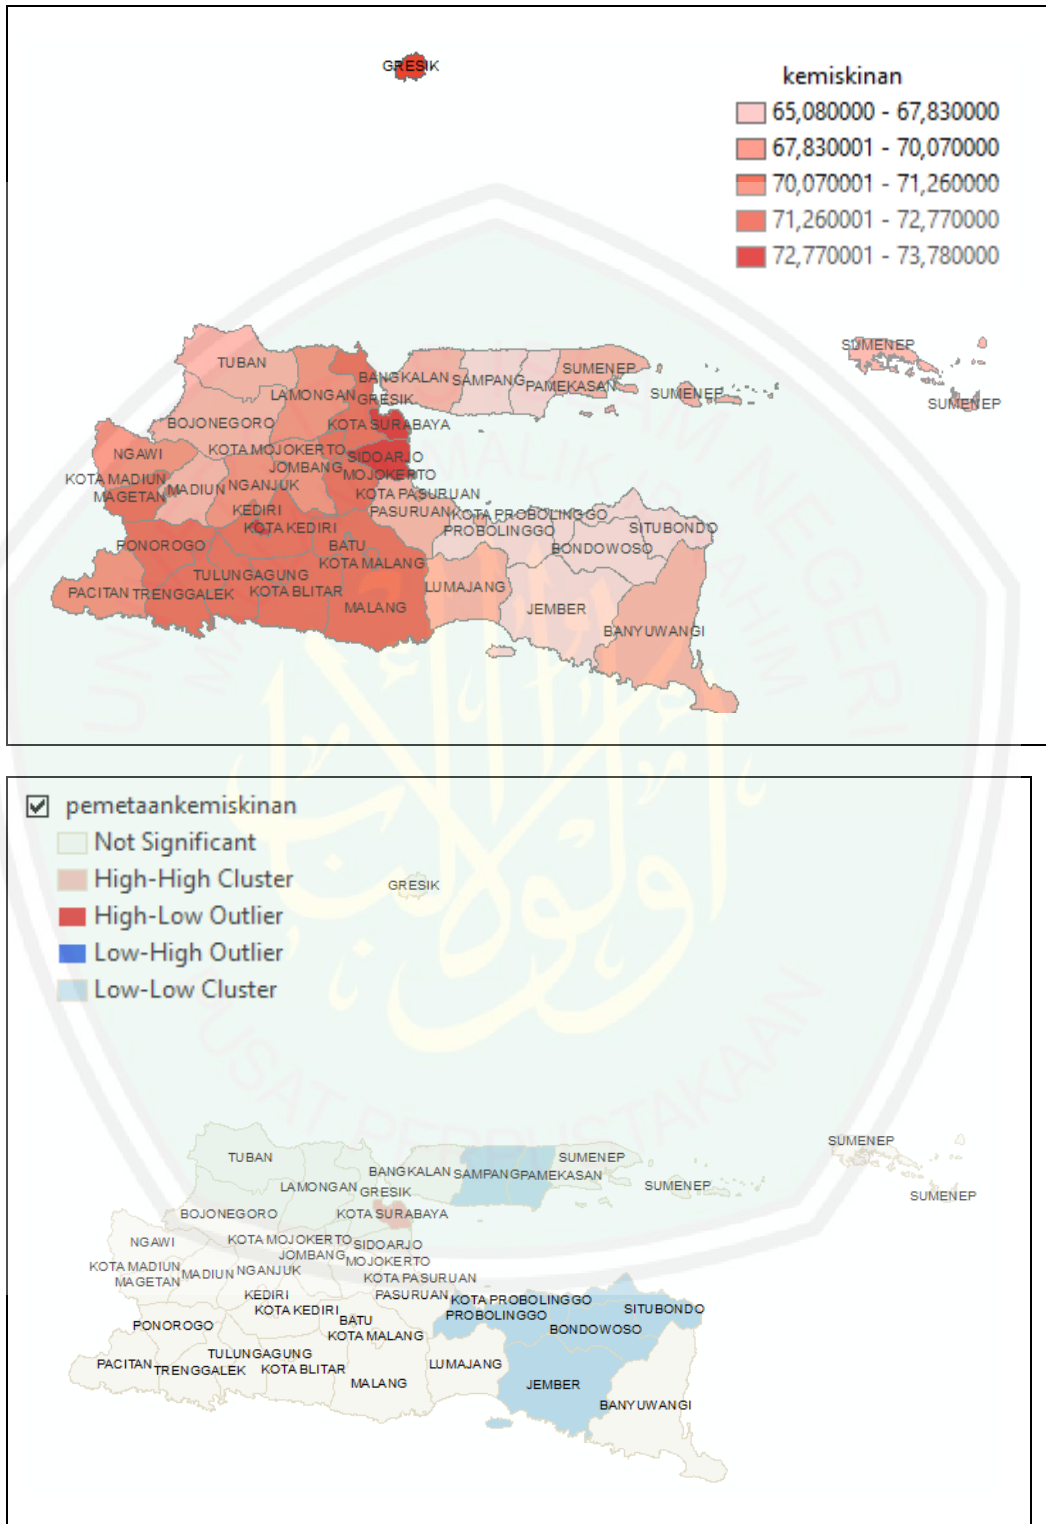 GRESIK
kemiskinan
65,080000 - 67,830000
67,830001 - 70,070000
70,070001 - 71,260000
71,260001 - 72,770000
72,770001 - 73,780000
TUBAN
BANGKALAN
SAMPANG
PAMEKASAN
SUMENEP
SUMENEP
SUMENEP
SUMENEP
LAMONGAN
GRESIK
BOJONEGORO
KOTA SURABAYA
NGAWI
KOTA MOJOKERTO
SIDOARJO
JOMBANG
MOJOKERTO
KOTA MADIUN
MAGETAN
MADIUN
NGANJUK
KOTA PASURUAN
KEDIRI
PASURUAN
KOTA PROBOLINGGO
KOTA KEDIRI
PROBOLINGGO
SITUBONDO
PONOROGO
BATU
BONDOWOSO
KOTA MALANG
TULUNGAGUNG
LUMAJANG
PACITAN
TRENGGALEK
KOTA BLITAR
MALANG
JEMBER
BANYUWANGI
pemetaankemiskinan
Not Significant
High-High Cluster
High-Low Outlier
Low-High Outlier
Low-Low Cluster
GRESIK
TUBAN
BANGKALAN
SAMPANG
PAMEKASAN
SUMENEP
SUMENEP
SUMENEP
SUMENEP
LAMONGAN
GRESIK
BOJONEGORO
KOTA SURABAYA
NGAWI
KOTA MOJOKERTO
SIDOARJO
JOMBANG
MOJOKERTO
KOTA MADIUN
MAGETAN
MADIUN
NGANJUK
KOTA PASURUAN
KEDIRI
PASURUAN
KOTA PROBOLINGGO
KOTA KEDIRI
PROBOLINGGO
SITUBONDO
PONOROGO
BATU
BONDOWOSO
KOTA MALANG
TULUNGAGUNG
LUMAJANG
PACITAN
TRENGGALEK
KOTA BLITAR
MALANG
JEMBER
BANYUWANGI
PUSAT PERPUSTAKAAN